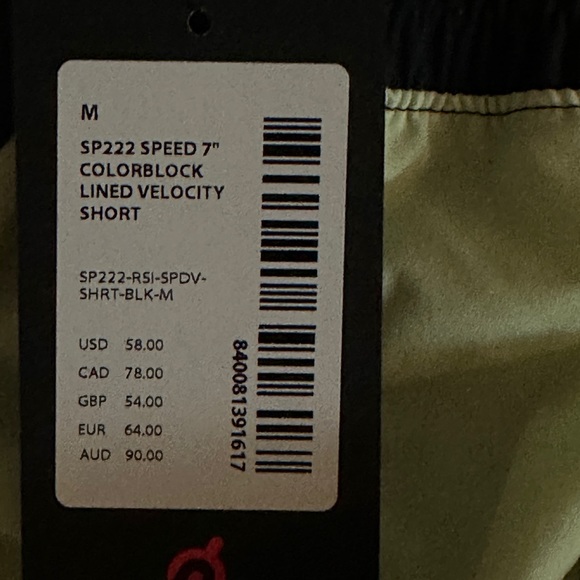 M
SP222 SPEED 7"
COLORBLOCK
LINED VELOCITY
SHORT
SP222-RSI-SPDV-
SHRT-BLK-M
USD 58.00
CAD 78.00
GBP 54.00
EUR 64.00
AUD 90.00
840081391617